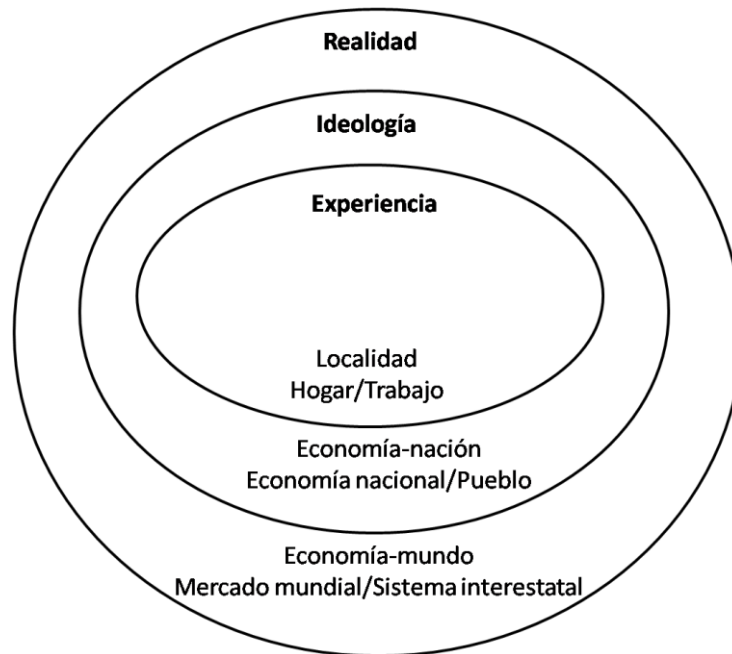 Realidad
Ideología
Experiencia
Localidad
Hogar/Trabajo
Economía-nación
Economía nacional/Pueblo
Economía-mundo
Mercado mundial/Sistema interestatal